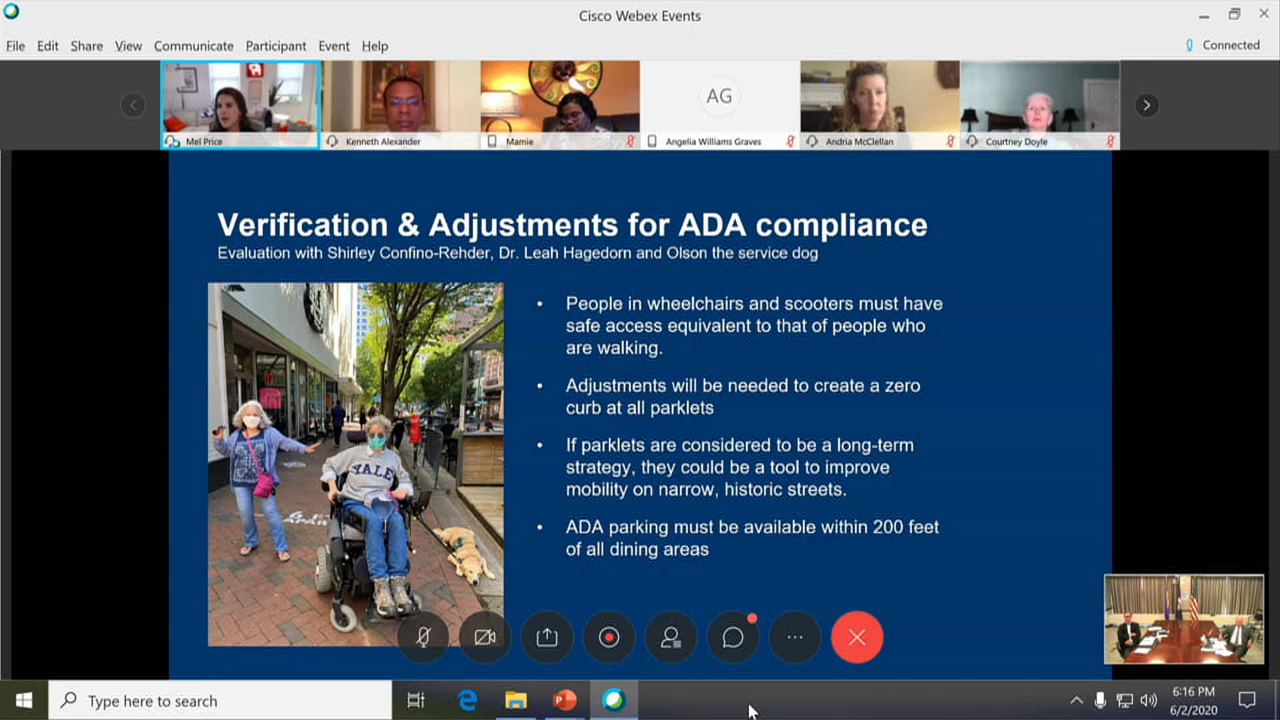 Cisco Webex Events
File Edit Share View Communicate Participant Event Help
Connected
AG
Mel Price
Kenneth Alexander
Mamie
Angelia Williams Graves
Andria McClellan
Courtney Doyle
Verification & Adjustments for ADA compliance
Evaluation with Shirley Confino-Rehder, Dr. Leah Hagedorn and Olson the service dog
• People in wheelchairs and scooters must have
safe access equivalent to that of people who
are walking.
• Adjustments will be needed to create a zero
curb at all parklets
• If parklets are considered to be a long-term
strategy, they could be a tool to improve
mobility on narrow, historic streets.
• ADA parking must be available within 200 feet
of all dining areas
YALE
Type here to search
6:16 PM
6/2/2020